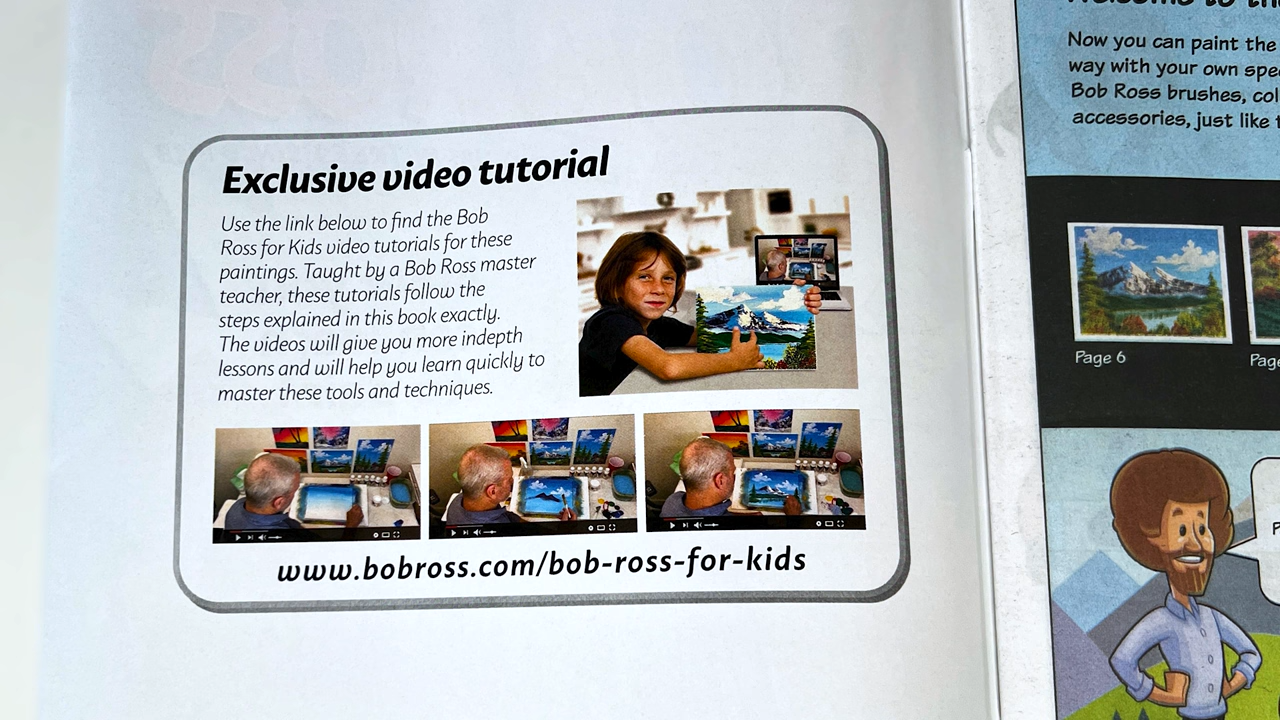 Exclusive video tutorial
Use the link below to find the Bob
Ross for Kids video tutorials for these
paintings. Taught by a Bob Ross master
teacher, these tutorials follow the
steps explained in this book exactly.
The videos will give you more indepth
lessons and will help you learn quickly to
master these tools and techniques.
www.bobross.com/bob-ross-for-kids
Now you can paint the
way with your own
Bob Ross brushes,
accessories, just like
Page 6